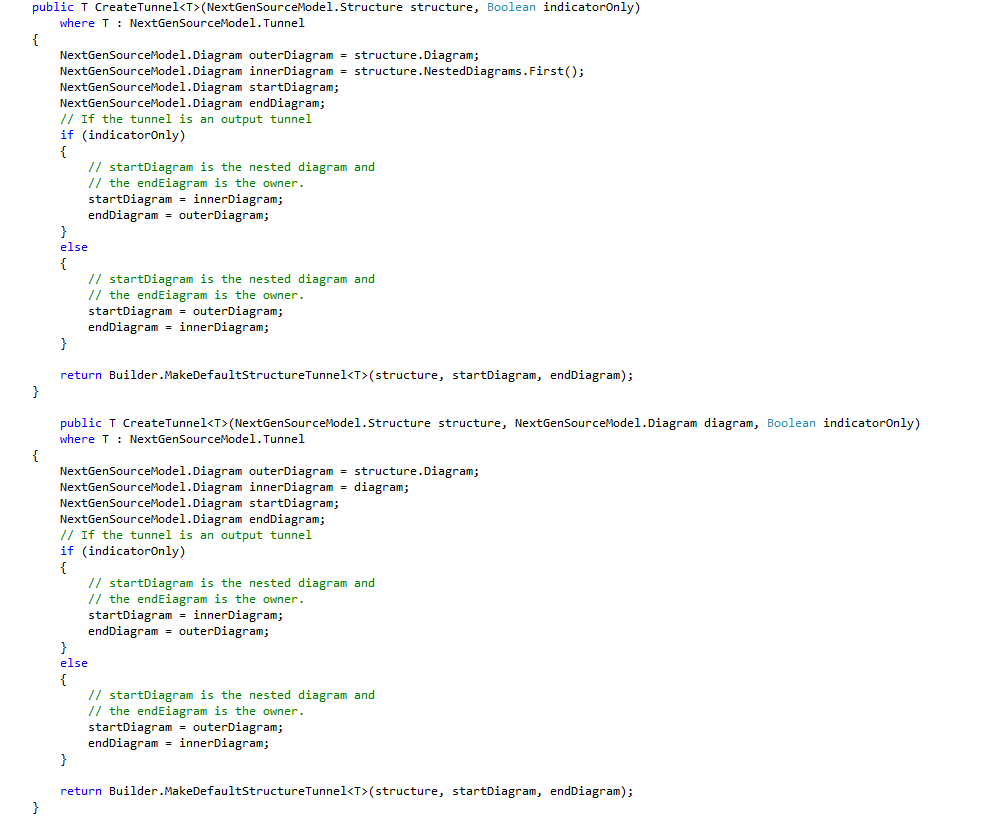 public T CreateTunnel<T>(NextGenSourceModel.Structure structure, Boolean indicatorOnly)
    where T : NextGenSourceModel.Tunnel
{
    NextGenSourceModel.Diagram outerDiagram = structure.Diagram;
    NextGenSourceModel.Diagram innerDiagram = structure.NestedDiagrams.First();
    NextGenSourceModel.Diagram startDiagram;
    NextGenSourceModel.Diagram endDiagram;
    // If the tunnel is an output tunnel
    if (indicatorOnly)
    {
        // startDiagram is the nested diagram and
        // the endEiagram is the owner.
        startDiagram = innerDiagram;
        endDiagram = outerDiagram;
    }
    else
    {
        // startDiagram is the nested diagram and
        // the endEiagram is the owner.
        startDiagram = outerDiagram;
        endDiagram = innerDiagram;
    }

    return Builder.MakeDefaultStructureTunnel<T>(structure, startDiagram, endDiagram);
}

    public T CreateTunnel<T>(NextGenSourceModel.Structure structure, NextGenSourceModel.Diagram diagram, Boolean indicatorOnly)
    where T : NextGenSourceModel.Tunnel
{
    NextGenSourceModel.Diagram outerDiagram = structure.Diagram;
    NextGenSourceModel.Diagram innerDiagram = diagram;
    NextGenSourceModel.Diagram startDiagram;
    NextGenSourceModel.Diagram endDiagram;
    // If the tunnel is an output tunnel
    if (indicatorOnly)
    {
        // startDiagram is the nested diagram and
        // the endEiagram is the owner.
        startDiagram = innerDiagram;
        endDiagram = outerDiagram;
    }
    else
    {
        // startDiagram is the nested diagram and
        // the endEiagram is the owner.
        startDiagram = outerDiagram;
        endDiagram = innerDiagram;
    }

    return Builder.MakeDefaultStructureTunnel<T>(structure, startDiagram, endDiagram);
}